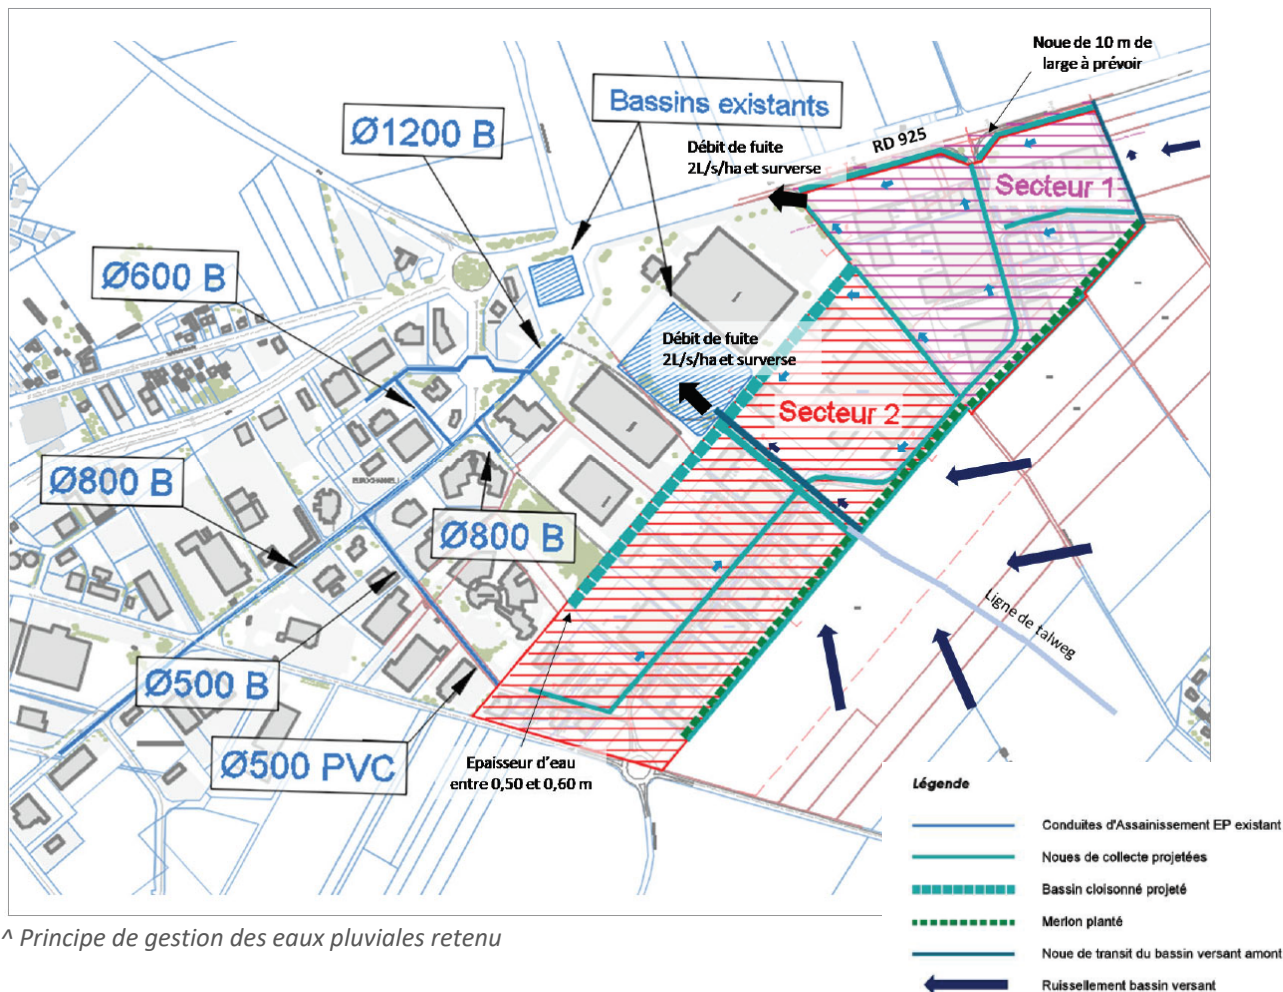 Noue de 10 m de
large à prévoir
Bassins existants
Ø1200 B
RD 925
Débit de fuite
2L/s/ha et surverse
Secteur 1
Ø600 B
Débit de fuite
2L/s/ha et surverse
Secteur 2
Ø800 B
Ø800 B
Ligne de talweg
Ø500 B
Ø500 PVC
Epaisseur d'eau
entre 0,50 et 0,60 m
Légende
Conduites d'Assainissement EP existant
Noues de collecte projetées
Bassin cloisonné projeté
Merlon planté
Noue de transit du bassin versant amont
Ruissellement bassin versant
^ Principe de gestion des eaux pluviales retenu